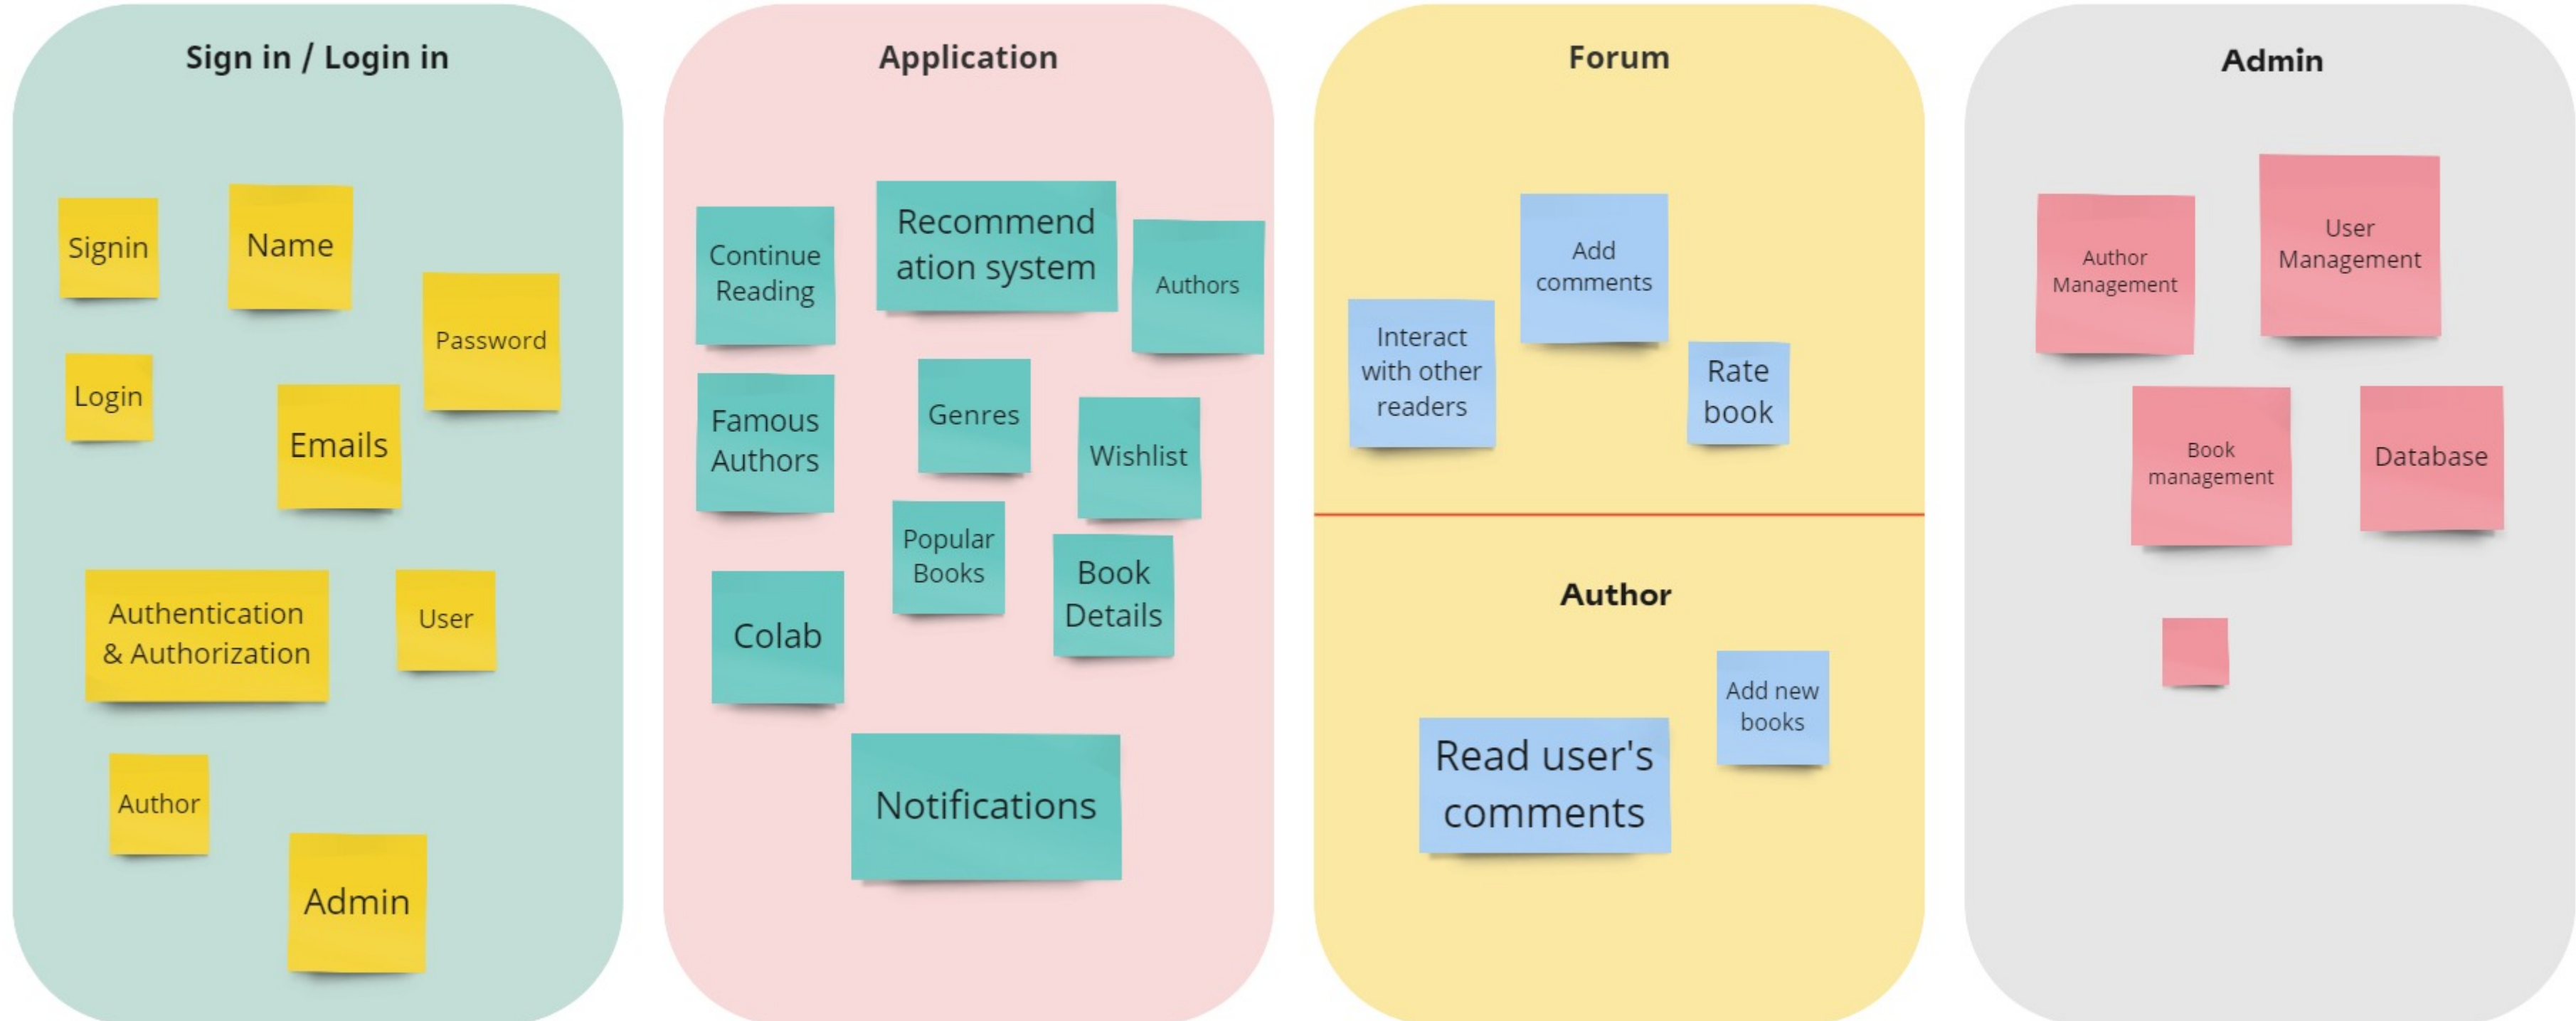 Sign in / Login in
Signin
Name
Password
Login
Emails
Authentication
& Authorization
User
Author
Admin
Application
Continue
Reading
Recommend
ation system
Authors
Famous
Authors
Genres
Wishlist
Popular
Books
Book
Details
Colab
Notifications
Forum
Add
comments
Interact
with other
readers
Rate
book
Author
Add new
books
Read user's
comments
Admin
Author
Management
User
Management
Book
management
Database